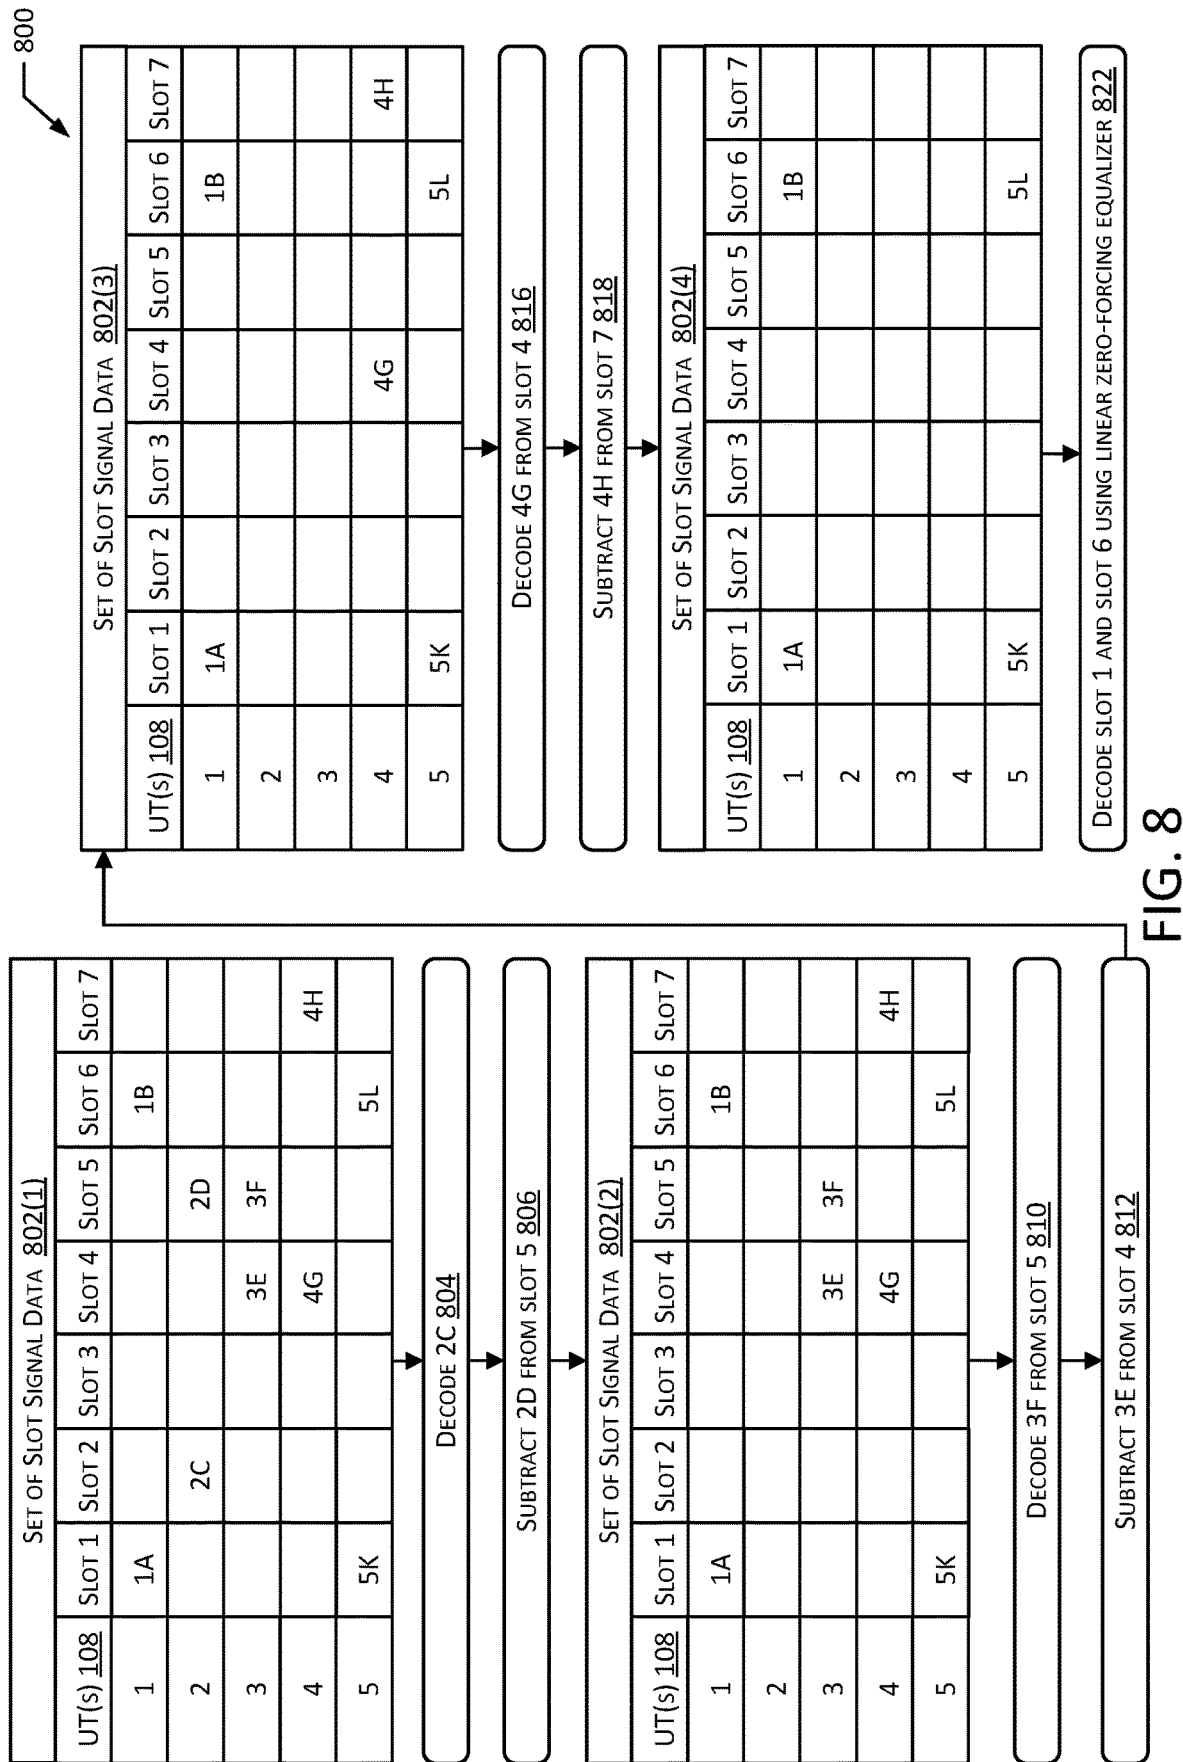 800
SET OF SLOT SIGNAL DATA 802(1)
UT(s) 108 SLOT 1 SLOT 2 SLOT 3 SLOT 4 SLOT 5 SLOT 6 SLOT 7
1 1A 1B
2 2C 2D
3 3E 3F
4 4G 4H
5 5K 5L
DECODE 2C 804
SUBTRACT 2D FROM SLOT 5 806
SET OF SLOT SIGNAL DATA 802(2)
UT(s) 108 SLOT 1 SLOT 2 SLOT 3 SLOT 4 SLOT 5 SLOT 6 SLOT 7
1 1A 1B
2
3 3E 3F
4 4G 4H
5 5K 5L
DECODE 3F FROM SLOT 5 810
SUBTRACT 3E FROM SLOT 4 812
SET OF SLOT SIGNAL DATA 802(3)
UT(s) 108 SLOT 1 SLOT 2 SLOT 3 SLOT 4 SLOT 5 SLOT 6 SLOT 7
1 1A 1B
2
3
4 4G 4H
5 5K 5L
DECODE 4G FROM SLOT 4 816
SUBTRACT 4H FROM SLOT 7 818
SET OF SLOT SIGNAL DATA 802(4)
UT(s) 108 SLOT 1 SLOT 2 SLOT 3 SLOT 4 SLOT 5 SLOT 6 SLOT 7
1 1A 1B
2
3
4
5 5K 5L
DECODE SLOT 1 AND SLOT 6 USING LINEAR ZERO-FORCING EQUALIZER 822
FIG. 8